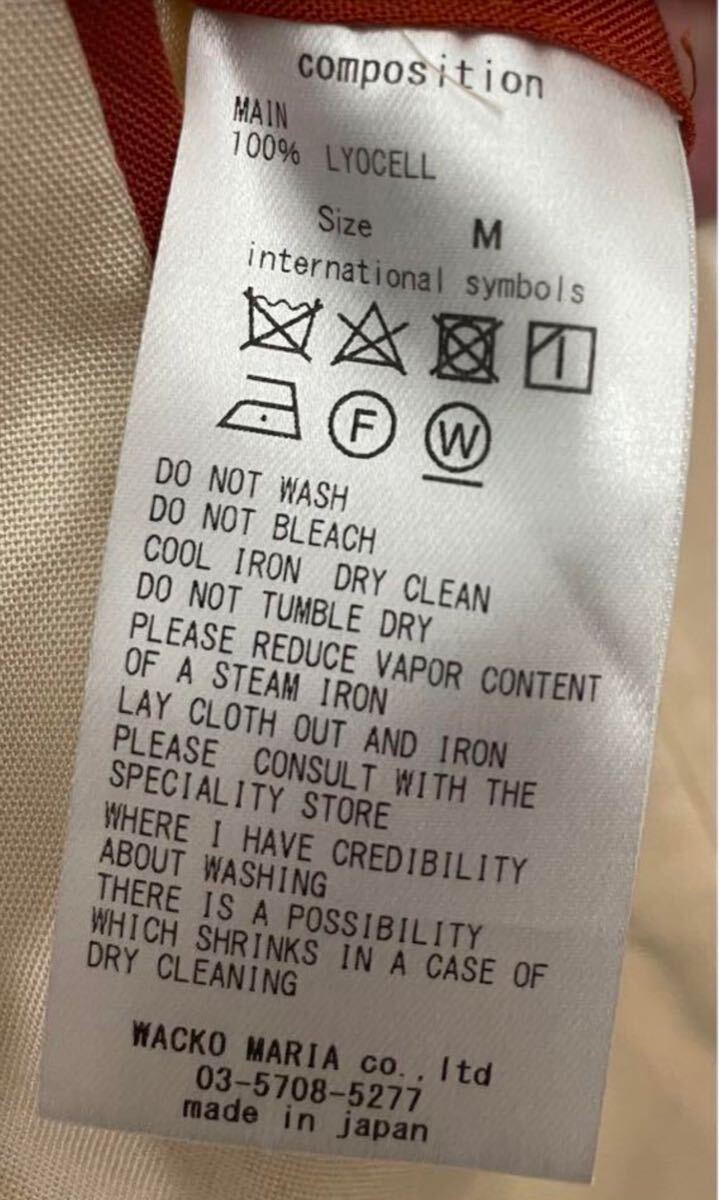 composition
MAIN
100% LYOCELL
Size M
international symbols
F W
DO NOT WASH
DO NOT BLEACH
COOL IRON DRY CLEAN
DO NOT TUMBLE DRY
PLEASE REDUCE VAPOR CONTENT
OF A STEAM IRON
LAY CLOTH OUT AND IRON
PLEASE CONSULT WITH THE
SPECIALITY STORE
WHERE I HAVE CREDIBILITY
ABOUT WASHING
THERE IS A POSSIBILITY
WHICH SHRINKS IN A CASE OF
DRY CLEANING
WACKO MARIA co., ltd
03-5708-5277
made in japan